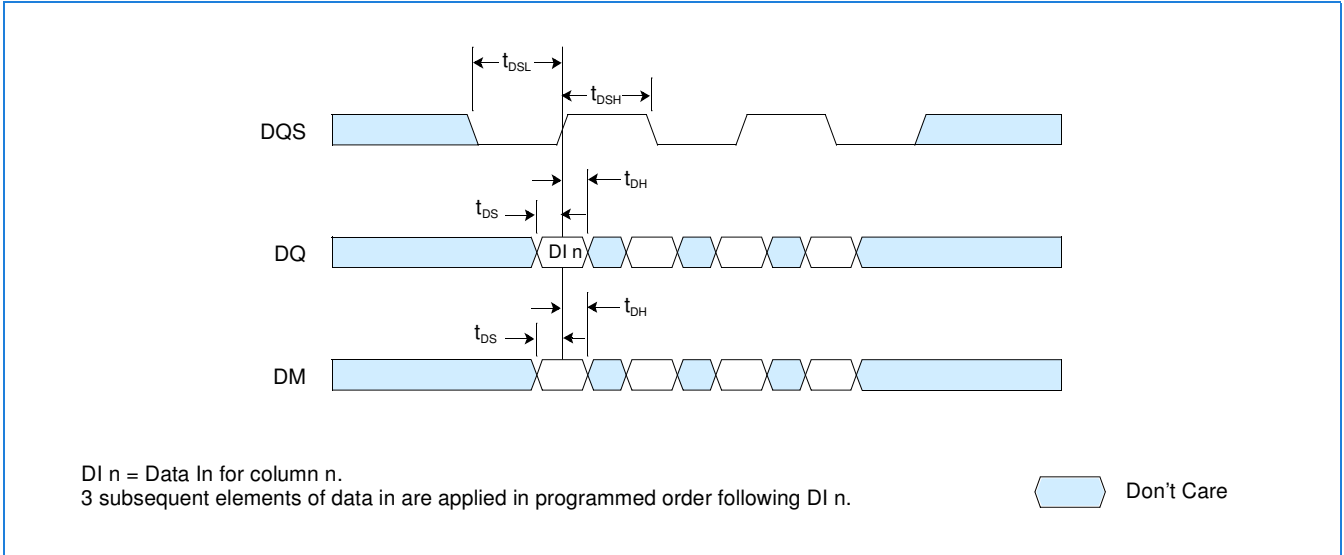 tDSL
tDSH
DQS
tDH
tDS
DQ
DI n
tDH
tDS
DM
DI n = Data In for column n.
3 subsequent elements of data in are applied in programmed order following DI n.
Don't Care